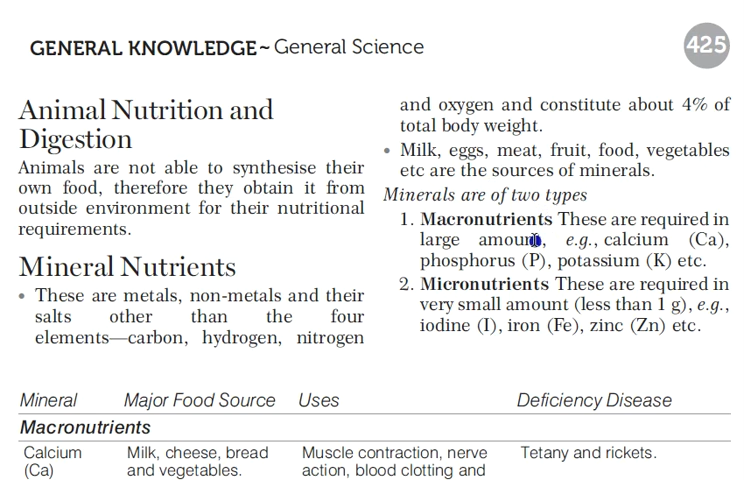 GENERAL KNOWLEDGE~ General Science
425
Animal Nutrition and
Digestion
Animals are not able to synthesise their
own food, therefore they obtain it from
outside environment for their nutritional
requirements.
Mineral Nutrients
• These are metals, non-metals and their
salts other than the four
elements—carbon, hydrogen, nitrogen
and oxygen and constitute about 4% of
total body weight.
• Milk, eggs, meat, fruit, food, vegetables
etc are the sources of minerals.
Minerals are of two types
1. Macronutrients These are required in
large amount, e.g., calcium (Ca),
phosphorus (P), potassium (K) etc.
2. Micronutrients These are required in
very small amount (less than 1 g), e.g.,
iodine (I), iron (Fe), zinc (Zn) etc.
Mineral Major Food Source Uses Deficiency Disease
Macronutrients
Calcium Milk, cheese, bread Muscle contraction, nerve Tetany and rickets.
(Ca) and vegetables. action, blood clotting and